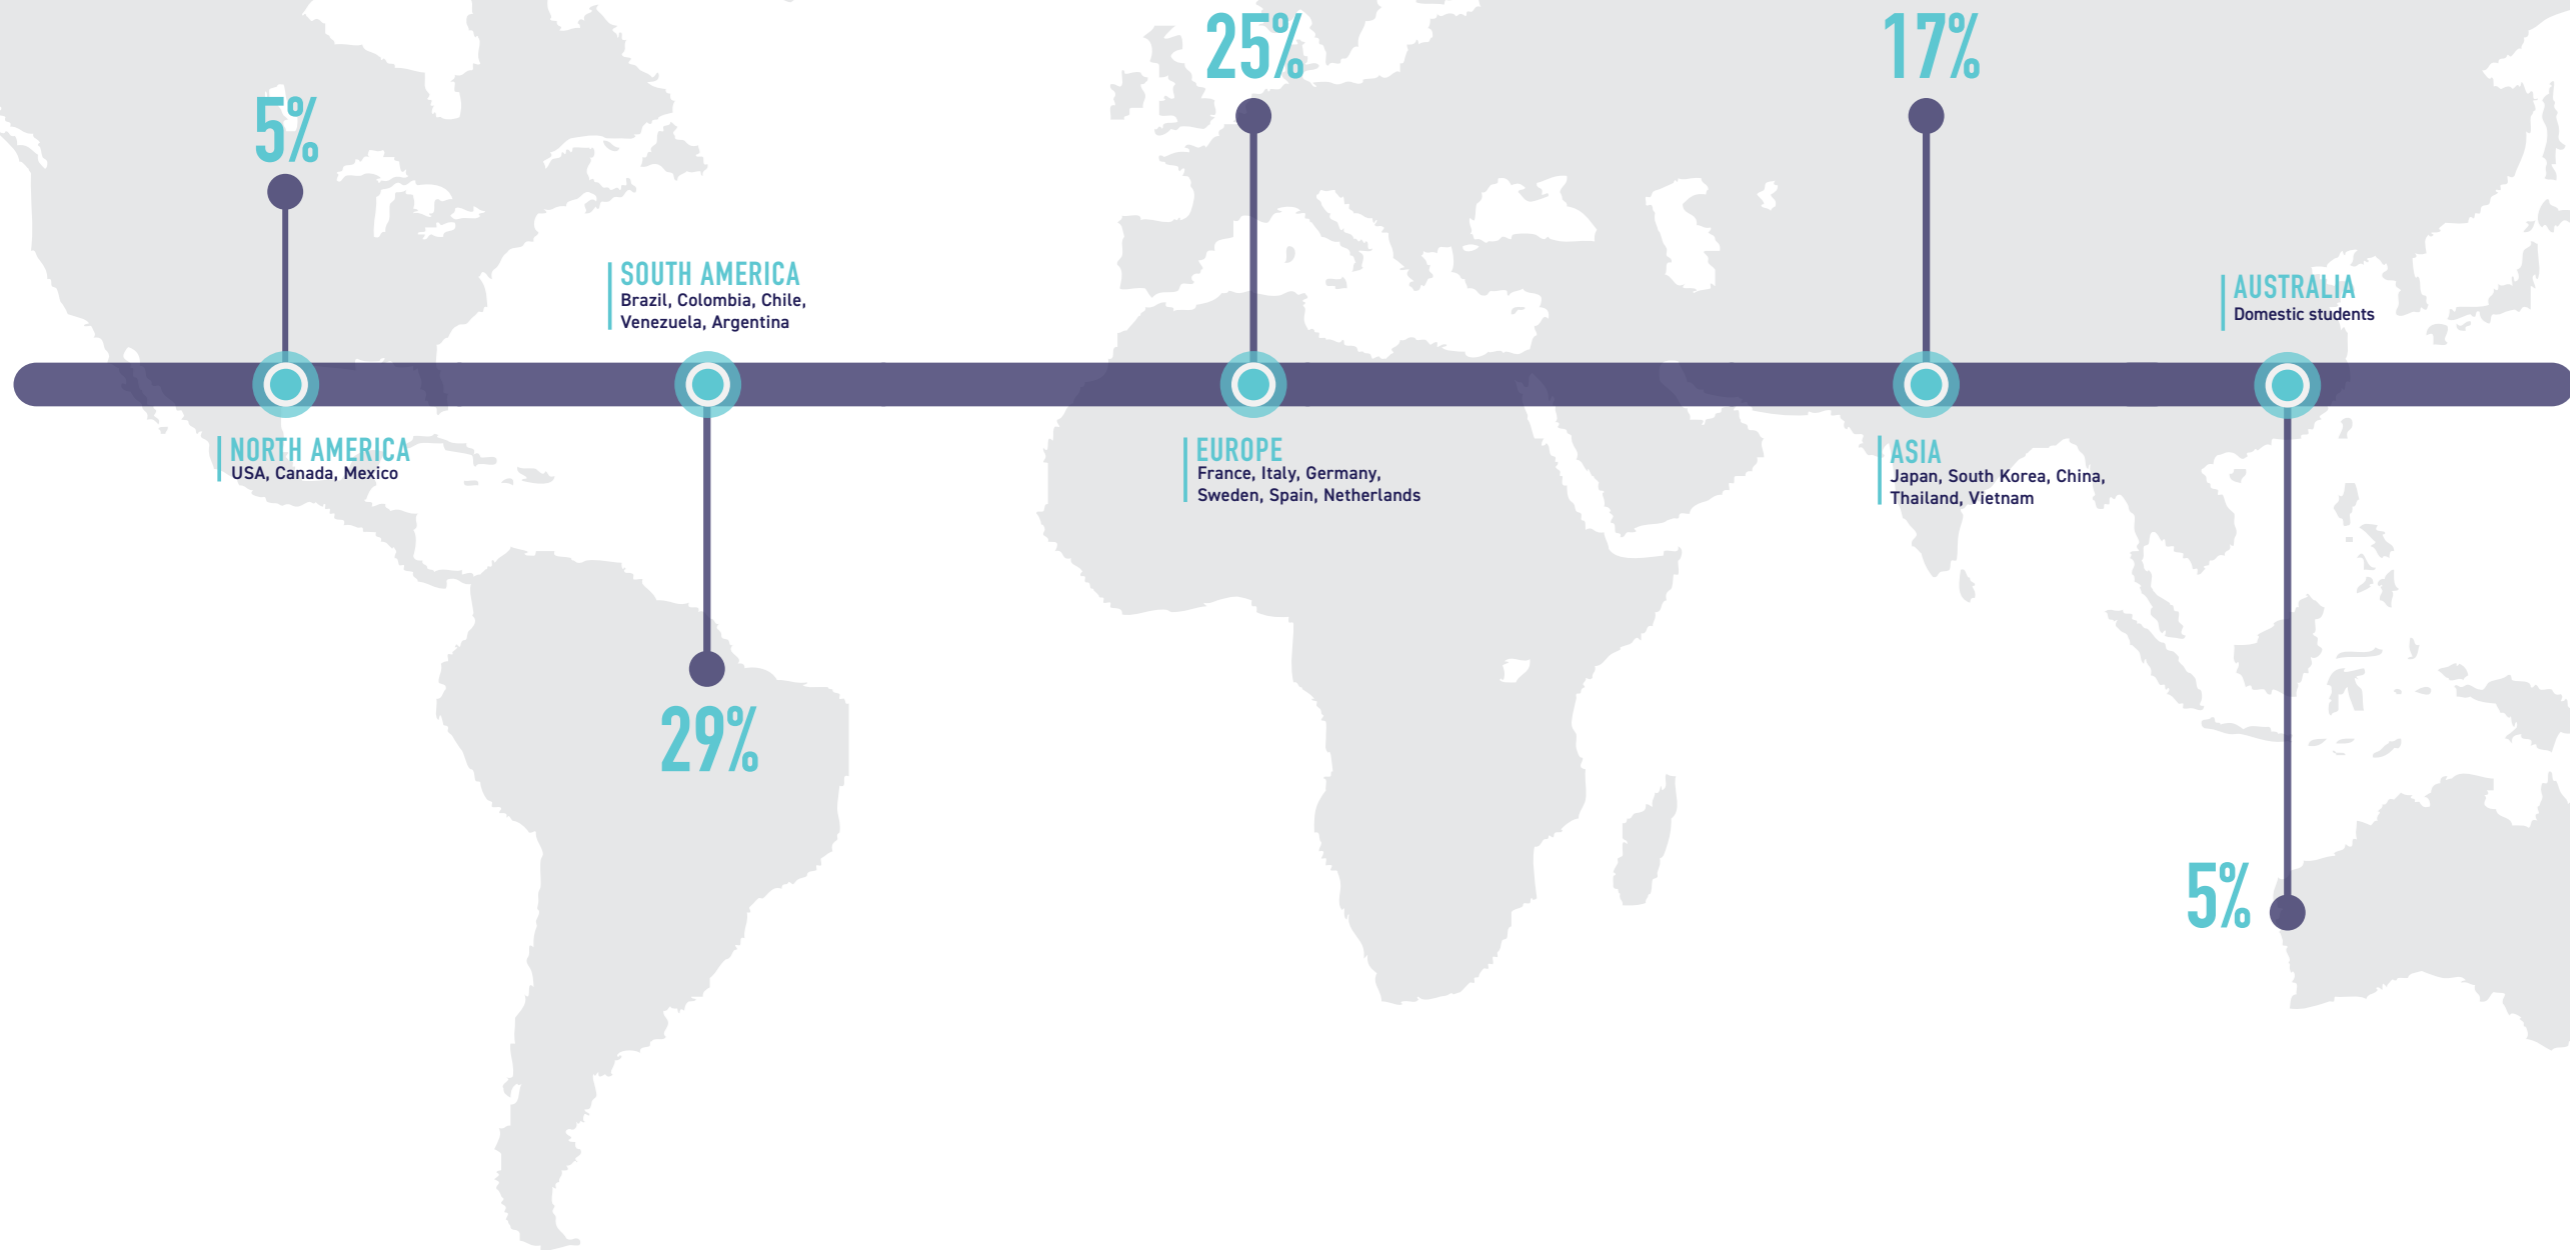 25%
17%
5%
SOUTH AMERICA
Brazil, Colombia, Chile,
Venezuela, Argentina
AUSTRALIA
Domestic students
NORTH AMERICA
USA, Canada, Mexico
EUROPE
France, Italy, Germany,
Sweden, Spain, Netherlands
ASIA
Japan, South Korea, China,
Thailand, Vietnam
29%
5%